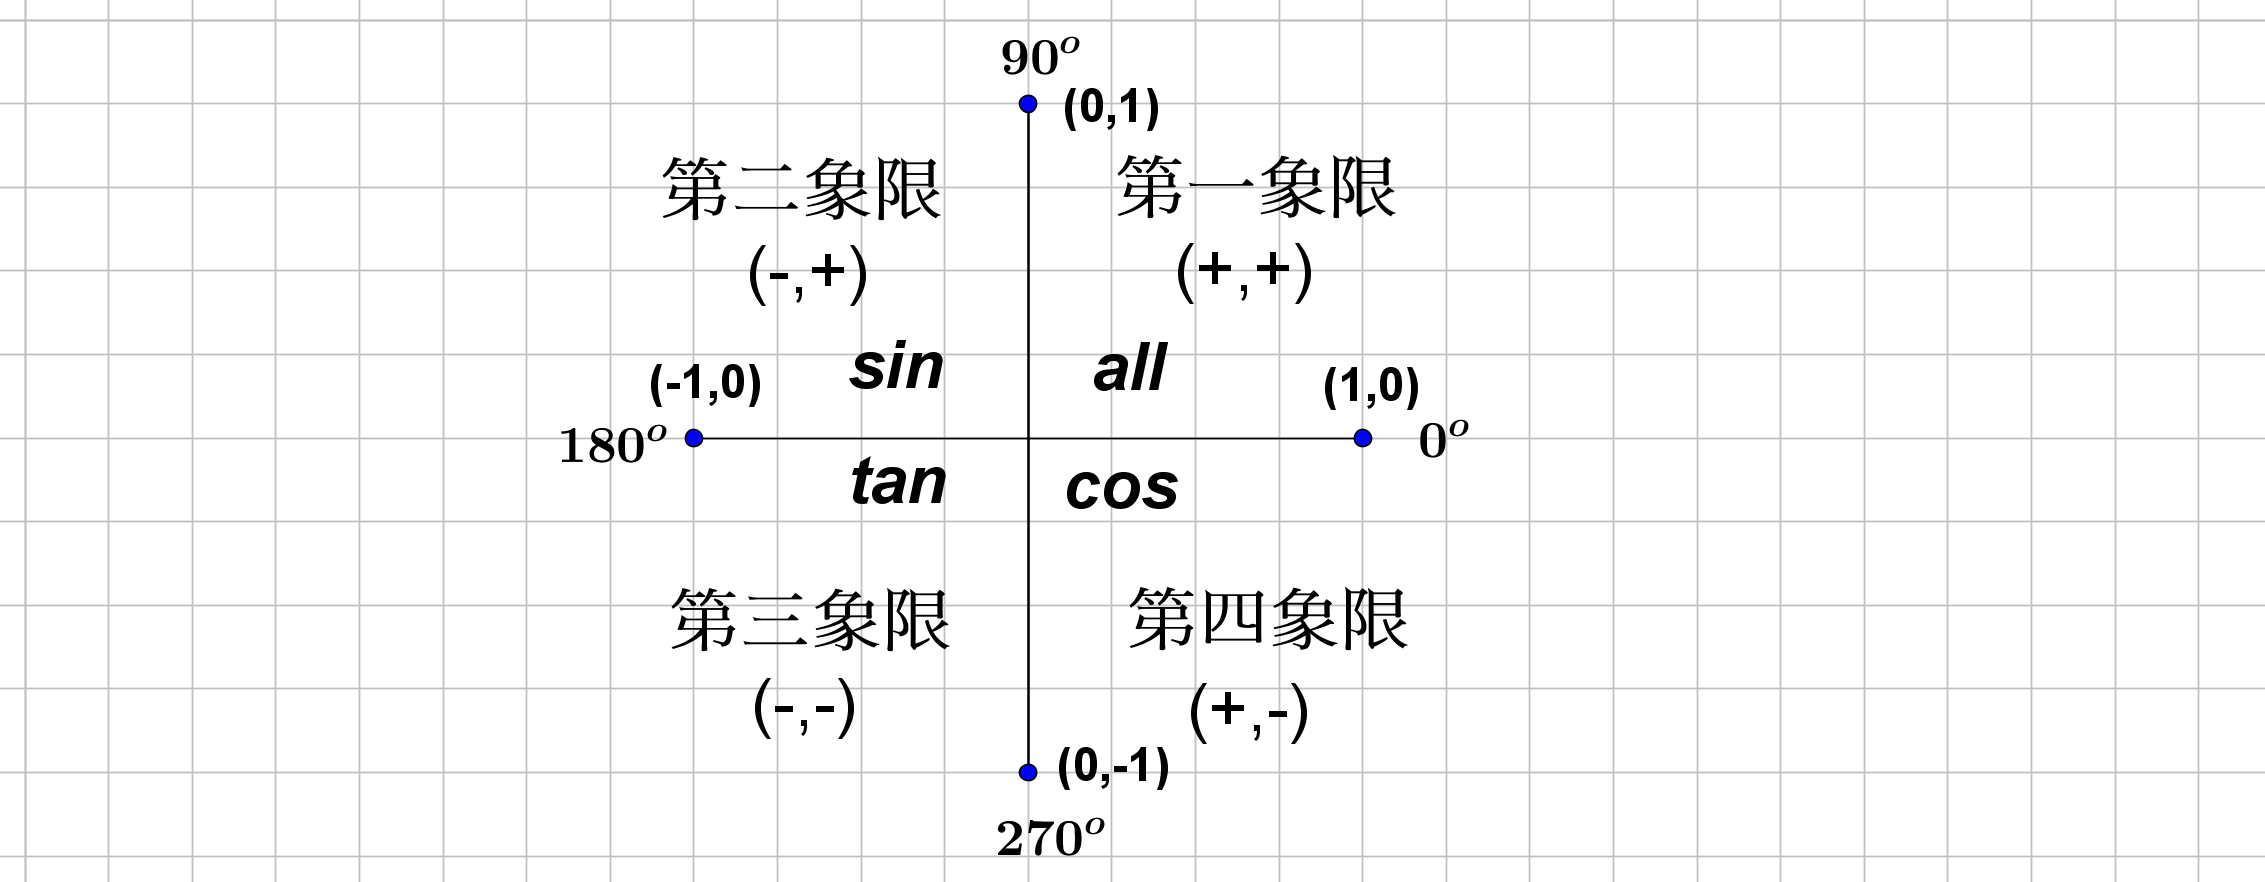 90°
(0,1)
第二象限
第一象限
(-,+)
(+,+)
sin
all
(-1,0)
(1,0)
180°
0°
tan
cos
第三象限
第四象限
(-,-)
(+,-)
(0,-1)
270°